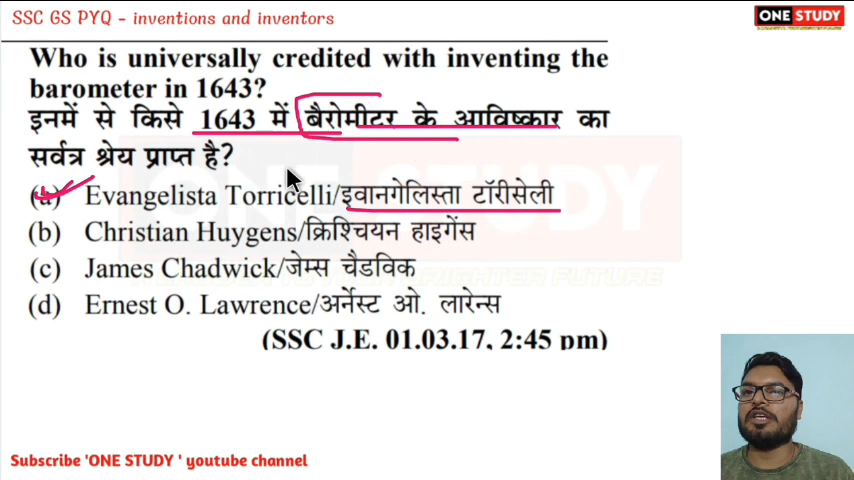 SSC GS PYQ - inventions and inventors
ONE STUDY
Who is universally credited with inventing the
barometer in 1643?
इनमें से किसे 1643 में बैरोमीटर के आविष्कार का
सर्वत्र श्रेय प्राप्त है?
(a) Evangelista Torricelli/इवानगेलिस्ता टॉरीसेली
(b) Christian Huygens/क्रिश्चियन हाइगेंस
(c) James Chadwick/जेम्स चैडविक
(d) Ernest O. Lawrence/अर्नेस्ट ओ. लारेन्स
(SSC J.E. 01.03.17, 2:45 pm)
Subscribe 'ONE STUDY ' youtube channel